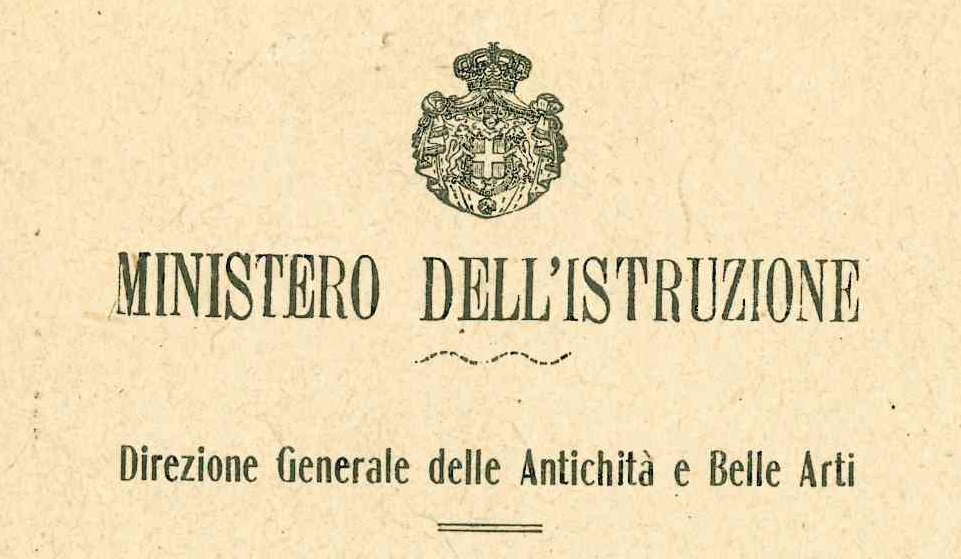 MINISTERO DELL'ISTRUZIONE
Direzione Generale delle Antichità e Belle Arti